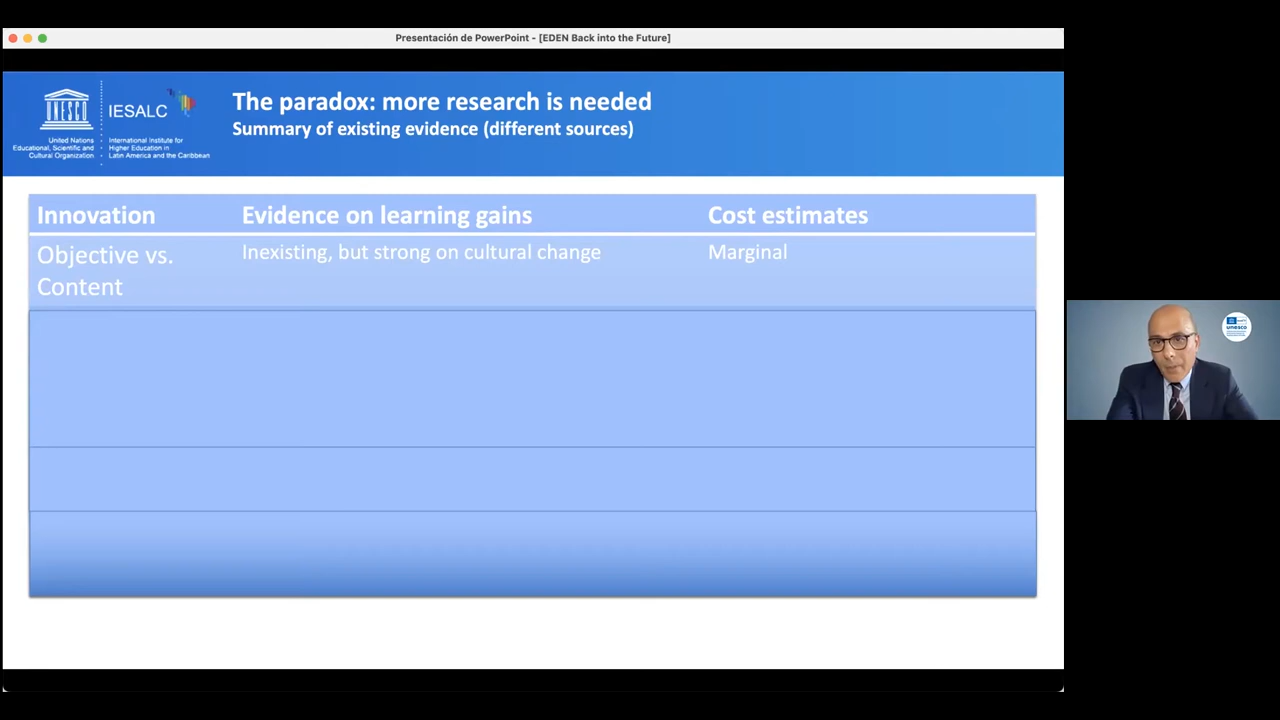 Presentación de PowerPoint - [EDEN Back into the Future]
UNESCO
IESALC
United Nations
Educational, Scientific and
Cultural Organization
International Institute for
Higher Education in
Latin America and the Caribbean
The paradox: more research is needed
Summary of existing evidence (different sources)
Innovation Evidence on learning gains Cost estimates
Objective vs. Inexisting, but strong on cultural change Marginal
Content
unesco